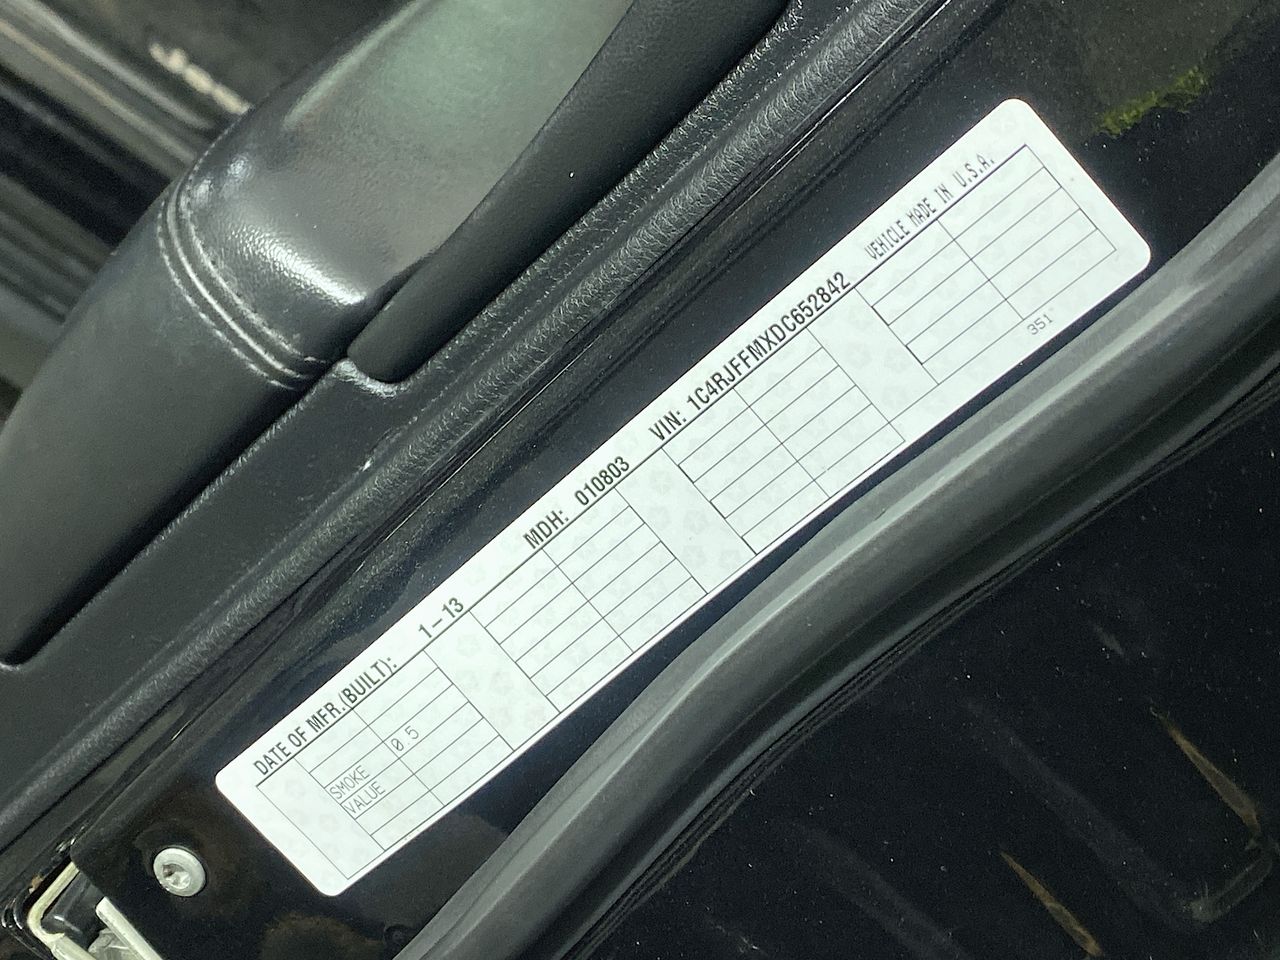 DATE OF MFR.(BUILT): 1-13 MDH: 010803 VIN: 1C4RJFFMXDC652842 VEHICLE MADE IN U.S.A.
SMOKE 0.5
VALUE
351